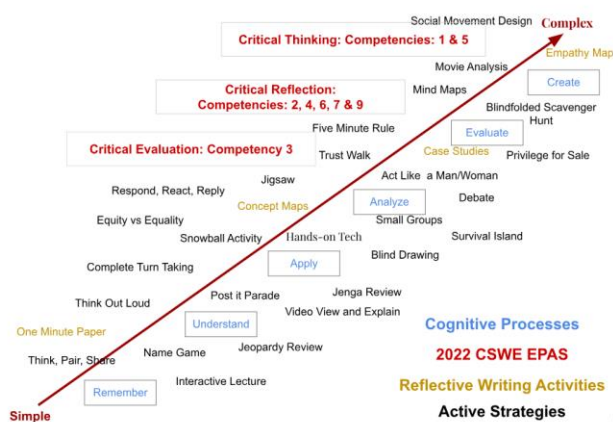 Social Movement Design
Complex
Critical Thinking: Competencies: 1 & 5
Empathy Map
Movie Analysis
Create
Critical Reflection:
Competencies: 2, 4, 6, 7 & 9
Mind Maps
Blindfolded Scavenger
Hunt
Five Minute Rule
Evaluate
Critical Evaluation: Competency 3
Trust Walk
Case Studies
Privilege for Sale
Jigsaw
Act Like a Man/Woman
Respond, React, Reply
Debate
Concept Maps
Analyze
Equity vs Equality
Small Groups
Snowball Activity
Hands-on Tech
Survival Island
Blind Drawing
Complete Turn Taking
Apply
Think Out Loud
Post it Parade
Jenga Review
Video View and Explain
One Minute Paper
Understand
Cognitive Processes
Think, Pair, Share
Name Game
Jeopardy Review
2022 CSWE EPAS
Interactive Lecture
Remember
Reflective Writing Activities
Simple
Active Strategies